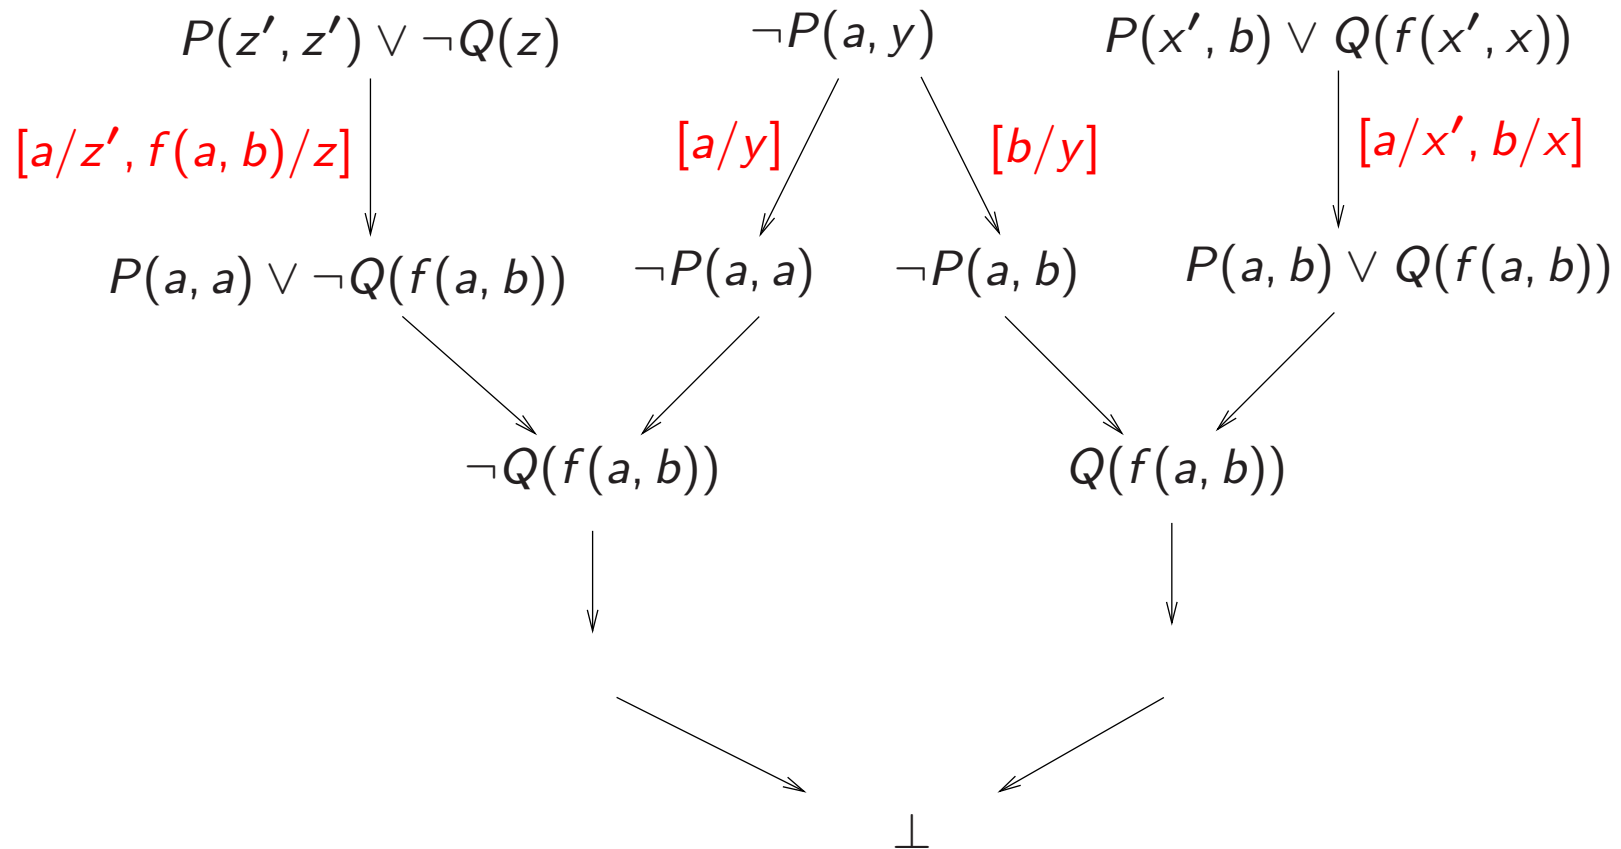 P(z′, z′) ∨ ¬Q(z) ¬P(a, y) P(x′, b) ∨ Q(f(x′, x))
[a/z′, f(a, b)/z] [a/y] [b/y] [a/x′, b/x]
P(a, a) ∨ ¬Q(f(a, b)) ¬P(a, a) ¬P(a, b) P(a, b) ∨ Q(f(a, b))
¬Q(f(a, b)) Q(f(a, b))
⊥